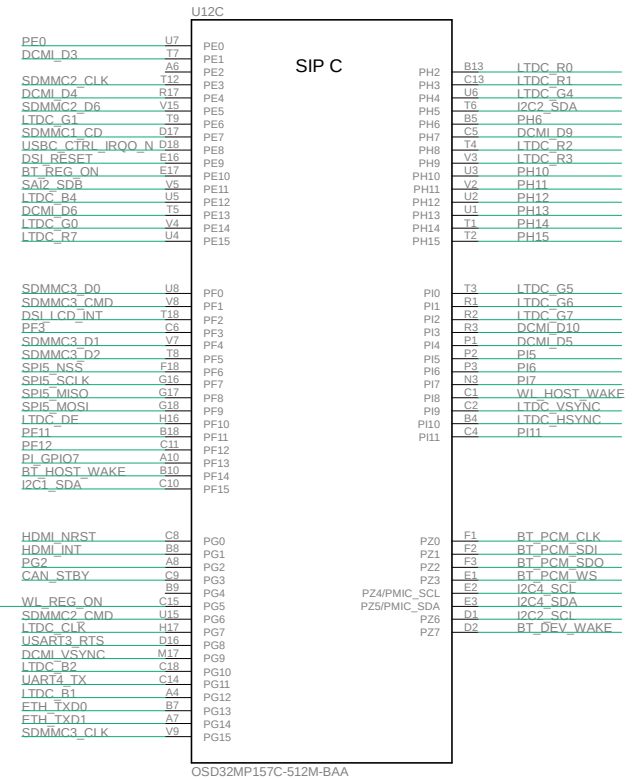 U12C
SIP C
PE0 U7 PE0
DCMI_D3 T7 PE1
A6 PE2
SDMMC2_CLK T12 PE3
DCMI_D4 R17 PE4
SDMMC2_D6 V15 PE5
LTDC_G1 T9 PE6
SDMMC1_CD D17 PE7
USBC_CTRL_IRQO_N D18 PE8
DSI_RESET E16 PE9
BT_REG_ON E17 PE10
SAI2_SDB V5 PE11
LTDC_B4 U5 PE12
DCMI_D6 T5 PE13
LTDC_G0 V4 PE14
LTDC_R7 U4 PE15
SDMMC3_D0 U8 PF0
SDMMC3_CMD V8 PF1
DSI_LCD_INT T18 PF2
PF3 C6 PF3
SDMMC3_D1 V7 PF4
SDMMC3_D2 T8 PF5
SPI5_NSS F18 PF6
SPI5_SCLK G16 PF7
SPI5_MISO G17 PF8
SPI5_MOSI G18 PF9
LTDC_DE H16 PF10
PF11 B18 PF11
PF12 C11 PF12
PI_GPIO7 A10 PF13
BT_HOST_WAKE B10 PF14
I2C1_SDA C10 PF15
HDMI_NRST C8 PG0
HDMI_INT B8 PG1
PG2 A8 PG2
CAN_STBY C9 PG3
B9 PG4
WL_REG_ON C15 PG5
SDMMC2_CMD U15 PG6
LTDC_CLK H17 PG7
USART3_RTS D16 PG8
DCMI_VSYNC M17 PG9
LTDC_B2 C18 PG10
UART4_TX C14 PG11
LTDC_B1 A4 PG12
ETH_TXD0 B7 PG13
ETH_TXD1 A7 PG14
SDMMC3_CLK V9 PG15
PH2 B13 LTDC_R0
PH3 C13 LTDC_R1
PH4 U6 LTDC_G4
PH5 T6 I2C2_SDA
PH6 B5 PH6
PH7 C5 DCMI_D9
PH8 T4 LTDC_R2
PH9 V3 LTDC_R3
PH10 U3 PH10
PH11 V2 PH11
PH12 U2 PH12
PH13 U1 PH13
PH14 T1 PH14
PH15 T2 PH15
PI0 T3 LTDC_G5
PI1 R1 LTDC_G6
PI2 R2 LTDC_G7
PI3 R3 DCMI_D10
PI4 P1 DCMI_D5
PI5 P2 PI5
PI6 P3 PI6
PI7 N3 PI7
PI8 C1 WL_HOST_WAKE
PI9 C2 LTDC_VSYNC
PI10 B4 LTDC_HSYNC
PI11 C4 PI11
PZ0 F1 BT_PCM_CLK
PZ1 F2 BT_PCM_SDI
PZ2 F3 BT_PCM_SDO
PZ3 E1 BT_PCM_WS
PZ4/PMIC_SCL E2 I2C4_SCL
PZ5/PMIC_SDA E3 I2C4_SDA
PZ6 D1 I2C2_SCL
PZ7 D2 BT_DEV_WAKE
OSD32MP157C-512M-BAA